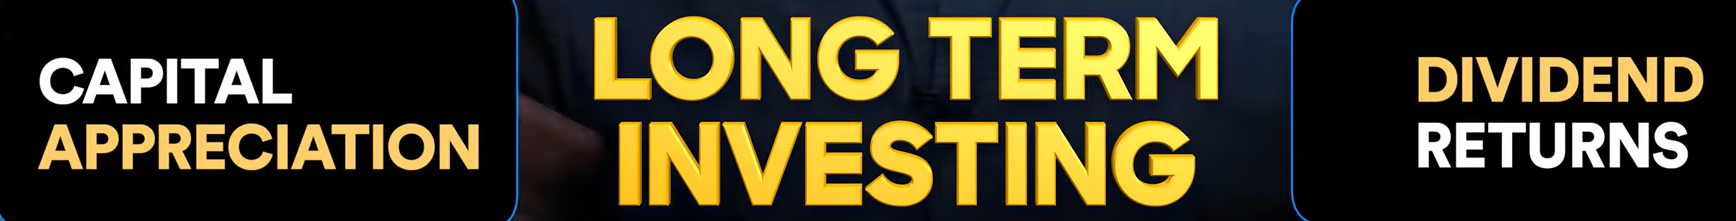 CAPITAL
APPRECIATION
LONG TERM
INVESTING
DIVIDEND
RETURNS